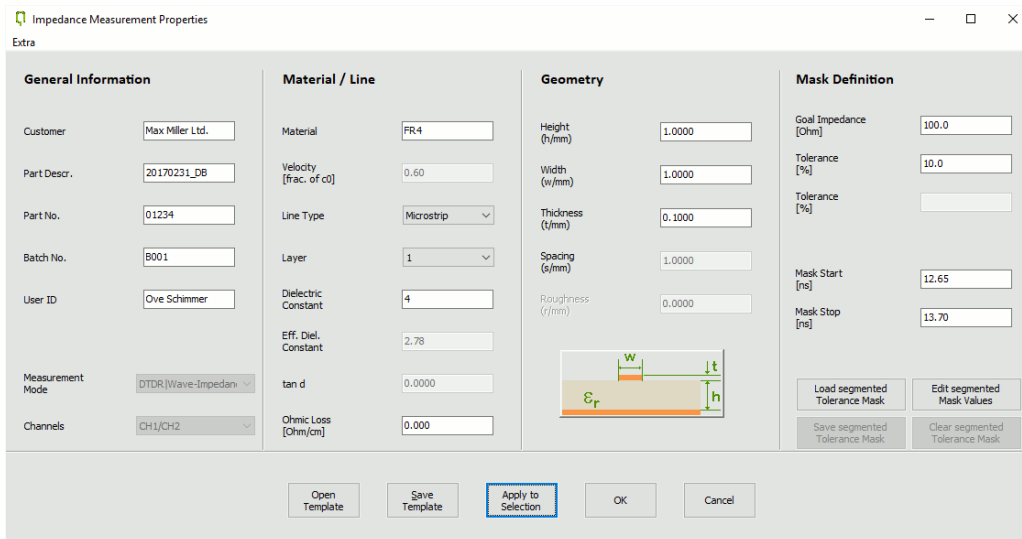 Impedance Measurement Properties
Extra
General Information
Customer
Max Miller Ltd.
Part Descr.
20170231_DB
Part No.
01234
Batch No.
B001
User ID
Ove Schimmer
Measurement
Mode
DTDR|Wave-Impedan
Channels
CH1/CH2
Material / Line
Material
FR4
Velocity
[frac. of c0]
0.60
Line Type
Microstrip
Layer
1
Dielectric
Constant
4
Eff. Diel.
Constant
2.78
tan d
0.0000
Ohmic Loss
[Ohm/cm]
0.000
Geometry
Height
(h/mm)
1.0000
Width
(w/mm)
1.0000
Thickness
(t/mm)
0.1000
Spacing
(s/mm)
1.0000
Roughness
(r/mm)
0.0000
w
t
εr
h
Mask Definition
Goal Impedance
[Ohm]
100.0
Tolerance
[%]
10.0
Tolerance
[%]
Mask Start
[ns]
12.65
Mask Stop
[ns]
13.70
Load segmented
Tolerance Mask
Edit segmented
Mask Values
Save segmented
Tolerance Mask
Clear segmented
Tolerance Mask
Open
Template
Save
Template
Apply to
Selection
OK
Cancel